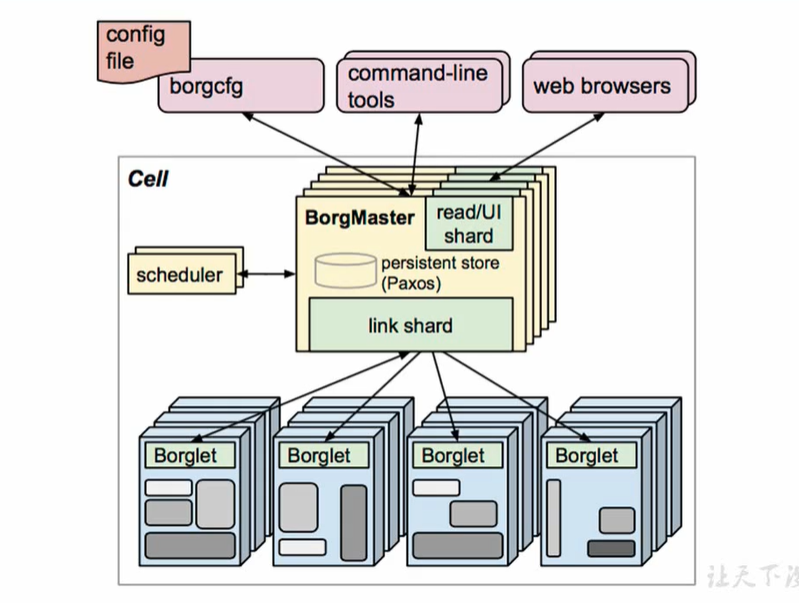 config
file
borgcfg
command-line
tools
web browsers
Cell
BorgMaster
read/UI
shard
scheduler
persistent store
(Paxos)
link shard
Borglet
Borglet
Borglet
Borglet
让天下